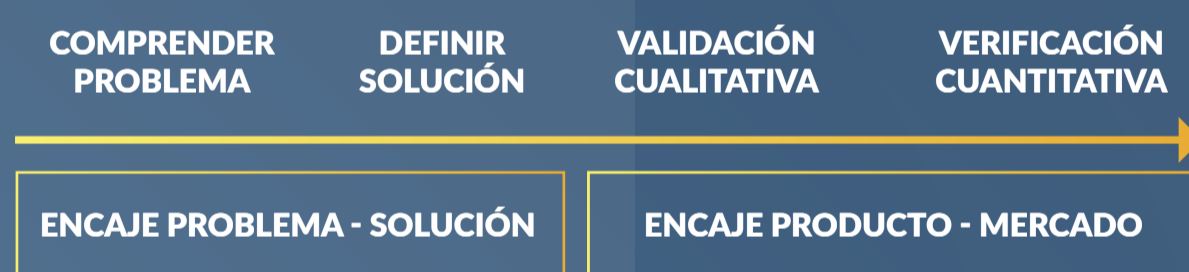 COMPRENDER
PROBLEMA
DEFINIR
SOLUCIÓN
VALIDACIÓN
CUALITATIVA
VERIFICACIÓN
CUANTITATIVA
ENCAJE PROBLEMA - SOLUCIÓN
ENCAJE PRODUCTO - MERCADO